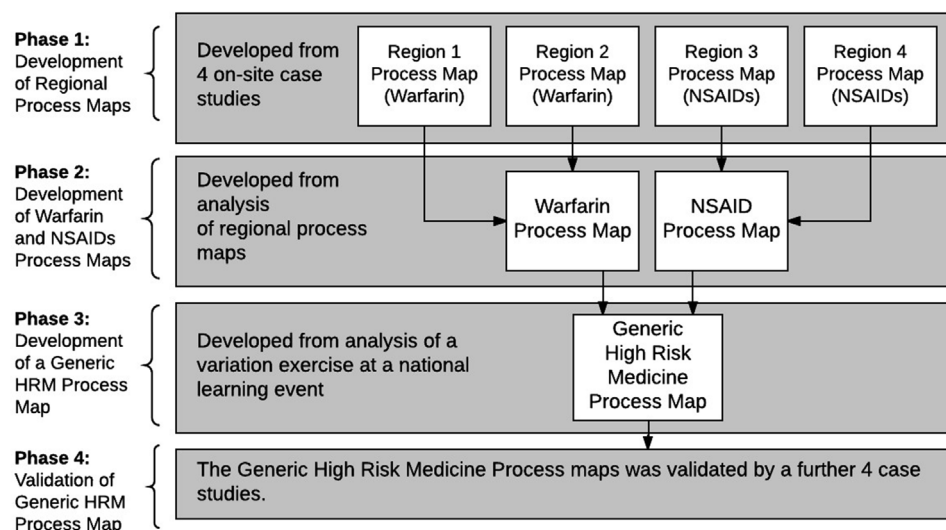 Phase 1:
Development
of Regional
Process Maps
Developed from
4 on-site case
studies
Region 1
Process Map
(Warfarin)
Region 2
Process Map
(Warfarin)
Region 3
Process Map
(NSAIDs)
Region 4
Process Map
(NSAIDs)
Phase 2:
Development
of Warfarin
and NSAIDs
Process Maps
Developed from
analysis
of regional process
maps
Warfarin
Process Map
NSAID
Process Map
Phase 3:
Development
of a Generic
HRM Process
Map
Developed from analysis of a
variation exercise at a national
learning event
Generic
High Risk
Medicine
Process Map
Phase 4:
Validation of
Generic HRM
Process Map
The Generic High Risk Medicine Process maps was validated by a further 4 case
studies.